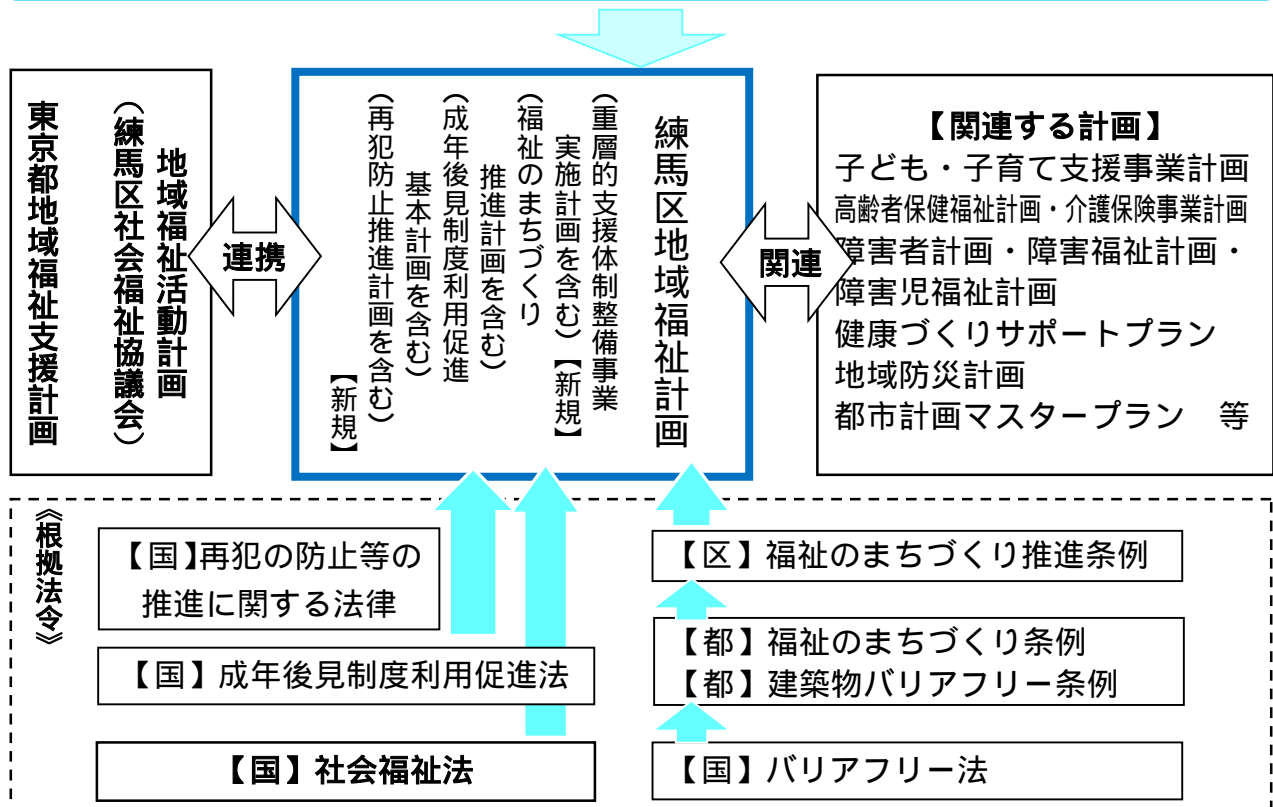 東京都地域福祉支援計画
地域福祉活動計画
（練馬区社会福祉協議会）
連携
練馬区地域福祉計画
（重層的支援体制整備事業
実施計画を含む）【新規】
（福祉のまちづくり
推進計画を含む）
（成年後見制度利用促進
基本計画を含む）
（再犯防止推進計画を含む）
【新規】
関連
【関連する計画】
子ども・子育て支援事業計画
高齢者保健福祉計画・介護保険事業計画
障害者計画・障害福祉計画・
障害児福祉計画
健康づくりサポートプラン
地域防災計画
都市計画マスタープラン　等
《根拠法令》
【国】再犯の防止等の
推進に関する法律
【国】成年後見制度利用促進法
【国】社会福祉法
【区】福祉のまちづくり推進条例
【都】福祉のまちづくり条例
【都】建築物バリアフリー条例
【国】バリアフリー法